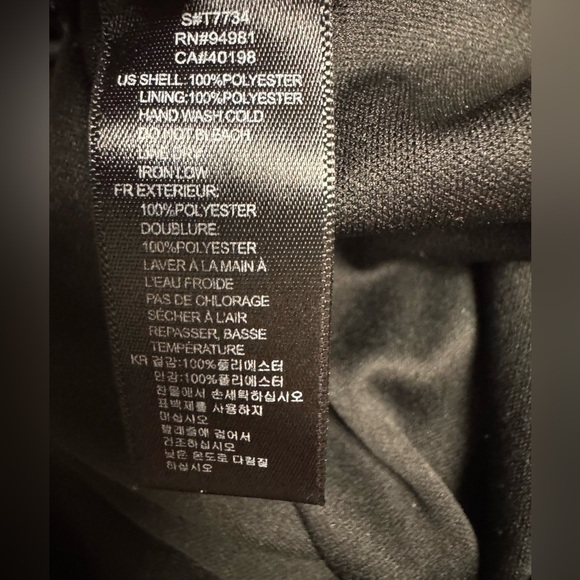 S#T7734
RN#94981
CA#40198
US SHELL:100%POLYESTER
LINING:100%POLYESTER
HAND WASH COLD
DO NOT BLEACH
LINE DRY
IRON LOW
FR EXTERIEUR:
100%POLYESTER
DOUBLURE:
100%POLYESTER
LAVER À LA MAIN À
L'EAU FROIDE
PAS DE CHLORAGE
SÉCHER À L'AIR
REPASSER, BASSE
TEMPÉRATURE
KR 겉감:100%폴리에스터
안감:100%폴리에스터
찬물에서 손세탁하십시오
표백제를 사용하지
마십시오
빨래줄에 걸어서
건조하십시오
낮은 온도로 다림질
하십시오